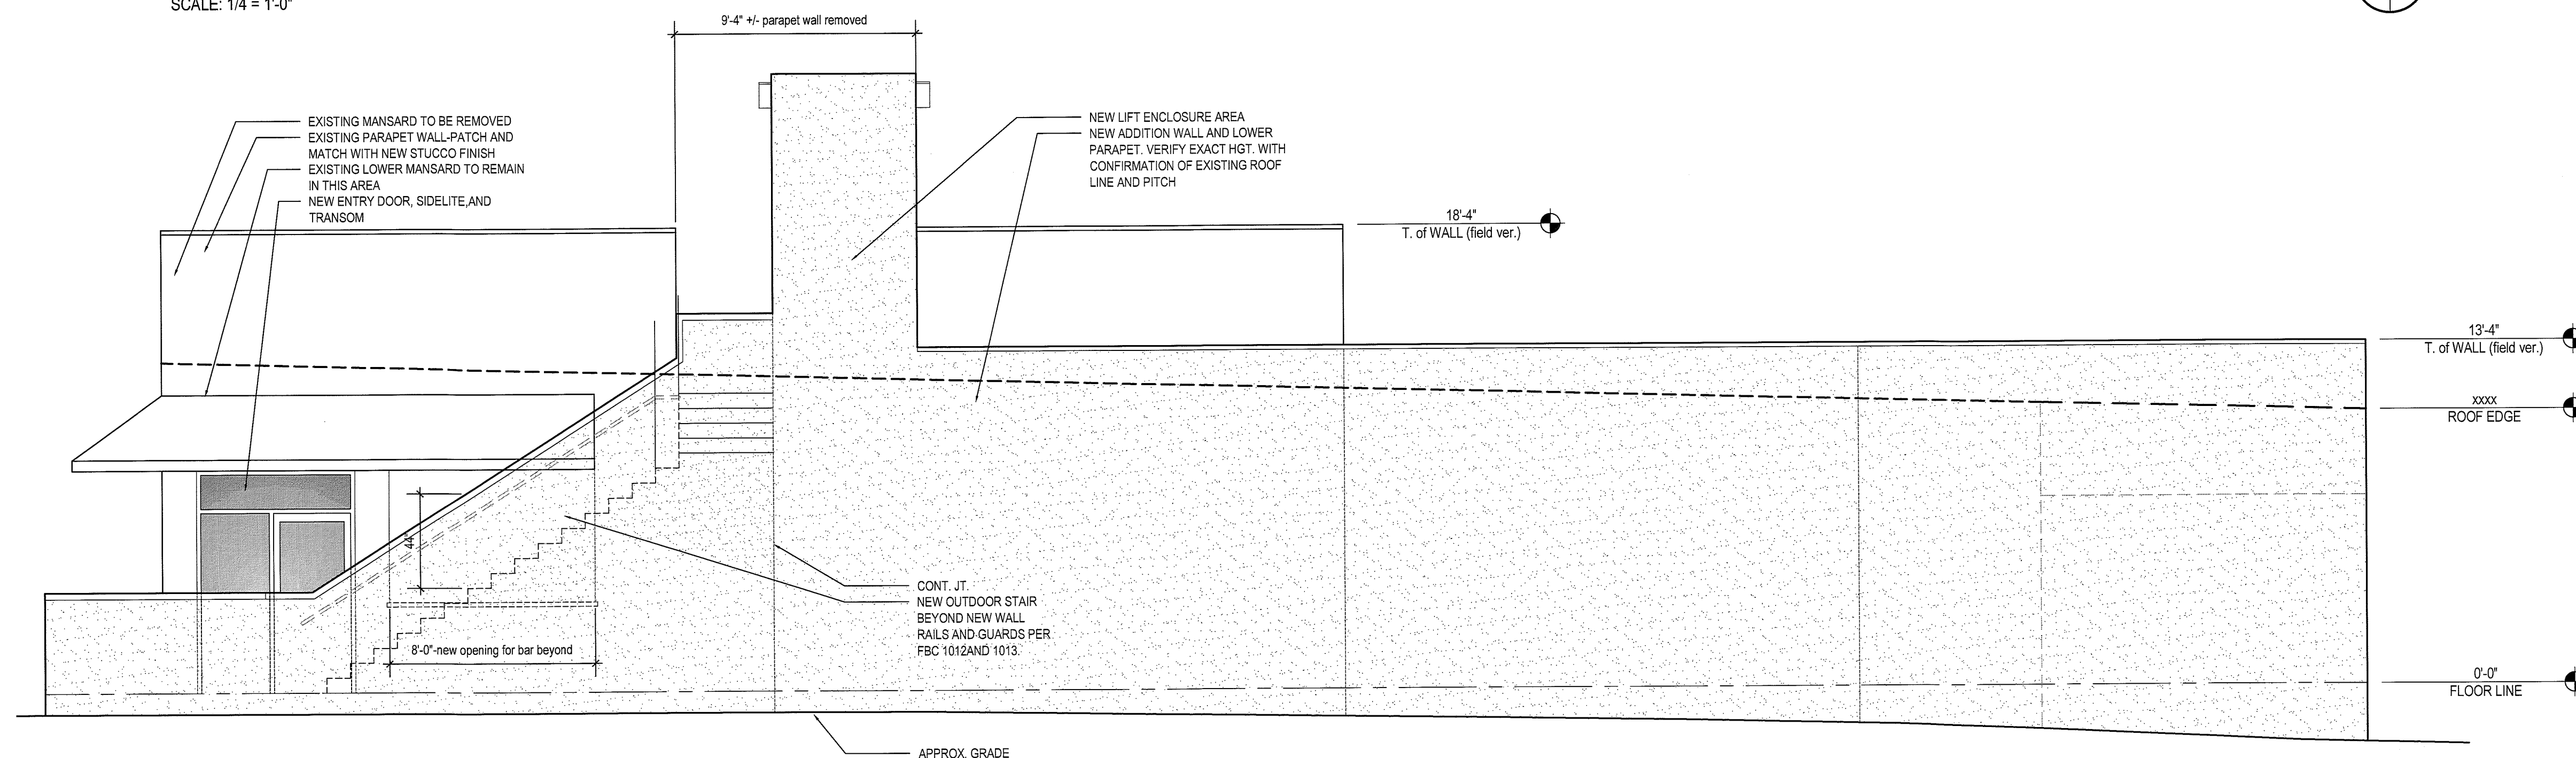 SCALE: 1/4 = 1'-0"
9'-4" +/- parapet wall removed
EXISTING MANSARD TO BE REMOVED
EXISTING PARAPET WALL-PATCH AND
MATCH WITH NEW STUCCO FINISH
EXISTING LOWER MANSARD TO REMAIN
IN THIS AREA
NEW ENTRY DOOR, SIDELITE,AND
TRANSOM
NEW LIFT ENCLOSURE AREA
NEW ADDITION WALL AND LOWER
PARAPET. VERIFY EXACT HGT. WITH
CONFIRMATION OF EXISTING ROOF
LINE AND PITCH
18'-4"
T. of WALL (field ver.)
13'-4"
T. of WALL (field ver.)
xxxx
ROOF EDGE
44"
CONT. JT.
NEW OUTDOOR STAIR
BEYOND NEW WALL
RAILS AND GUARDS PER
FBC 1012AND 1013.
8'-0"-new opening for bar beyond
0'-0"
FLOOR LINE
APPROX. GRADE